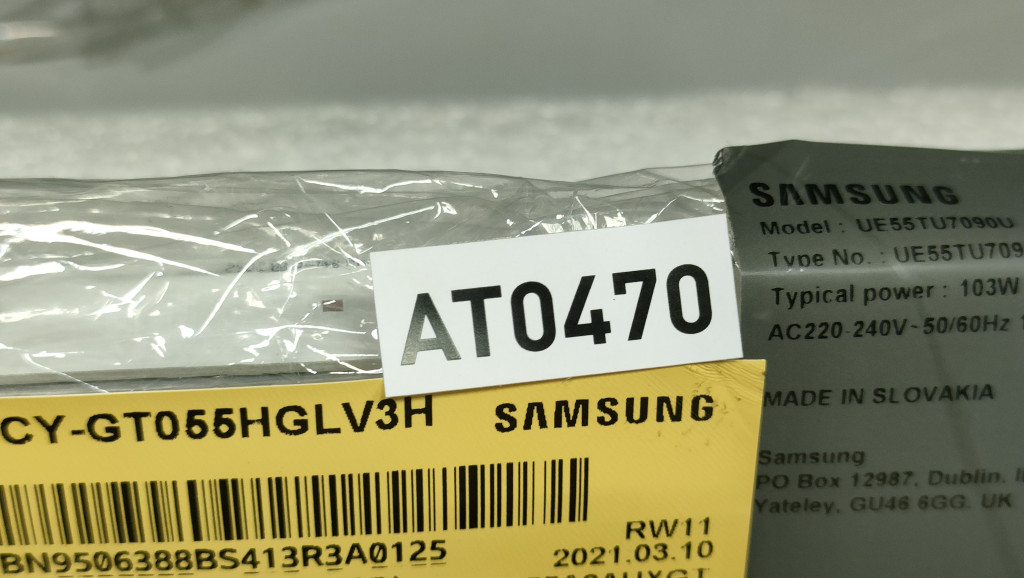 AT0470
SAMSUNG
Model : UE55TU7090U
Type No. : UE55TU709
Typical power : 103W
AC220-240V~50/60Hz
MADE IN SLOVAKIA
Samsung
PO Box 12987, Dublin.
Yateley, GU46 6GG. UK
CY-GT055HGLV3H SAMSUNG
BN9506388BS413R3A0125
RW11
2021.03.10